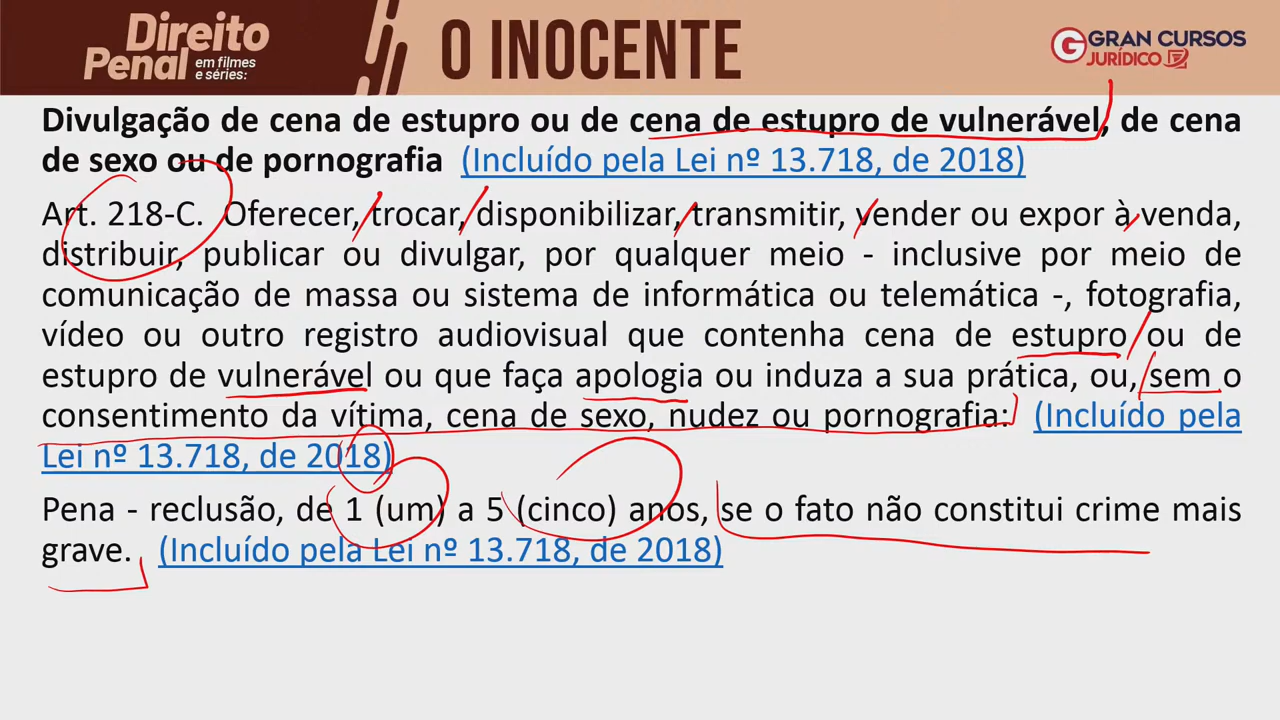 Direito
Penal em filmes
e séries:
O INOCENTE
GRAN CURSOS
JURÍDICO
Divulgação de cena de estupro ou de cena de estupro de vulnerável, de cena
de sexo ou de pornografia (Incluído pela Lei nº 13.718, de 2018)
Art. 218-C. Oferecer, trocar, disponibilizar, transmitir, vender ou expor à venda,
distribuir, publicar ou divulgar, por qualquer meio - inclusive por meio de
comunicação de massa ou sistema de informática ou telemática -, fotografia,
vídeo ou outro registro audiovisual que contenha cena de estupro ou de
estupro de vulnerável ou que faça apologia ou induza a sua prática, ou, sem o
consentimento da vítima, cena de sexo, nudez ou pornografia: (Incluído pela
Lei nº 13.718, de 2018)
Pena - reclusão, de 1 (um) a 5 (cinco) anos, se o fato não constitui crime mais
grave. (Incluído pela Lei nº 13.718, de 2018)